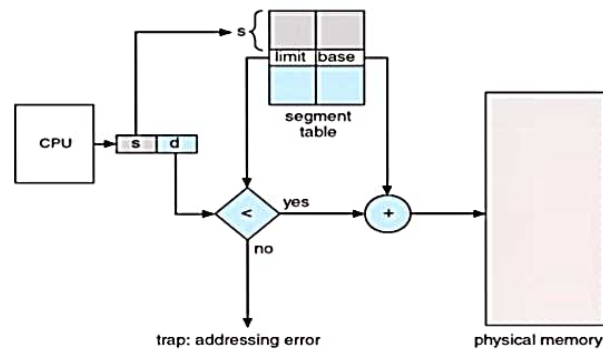 s
limit base
segment
table
CPU
s d
<
yes
+
no
trap: addressing error
physical memory